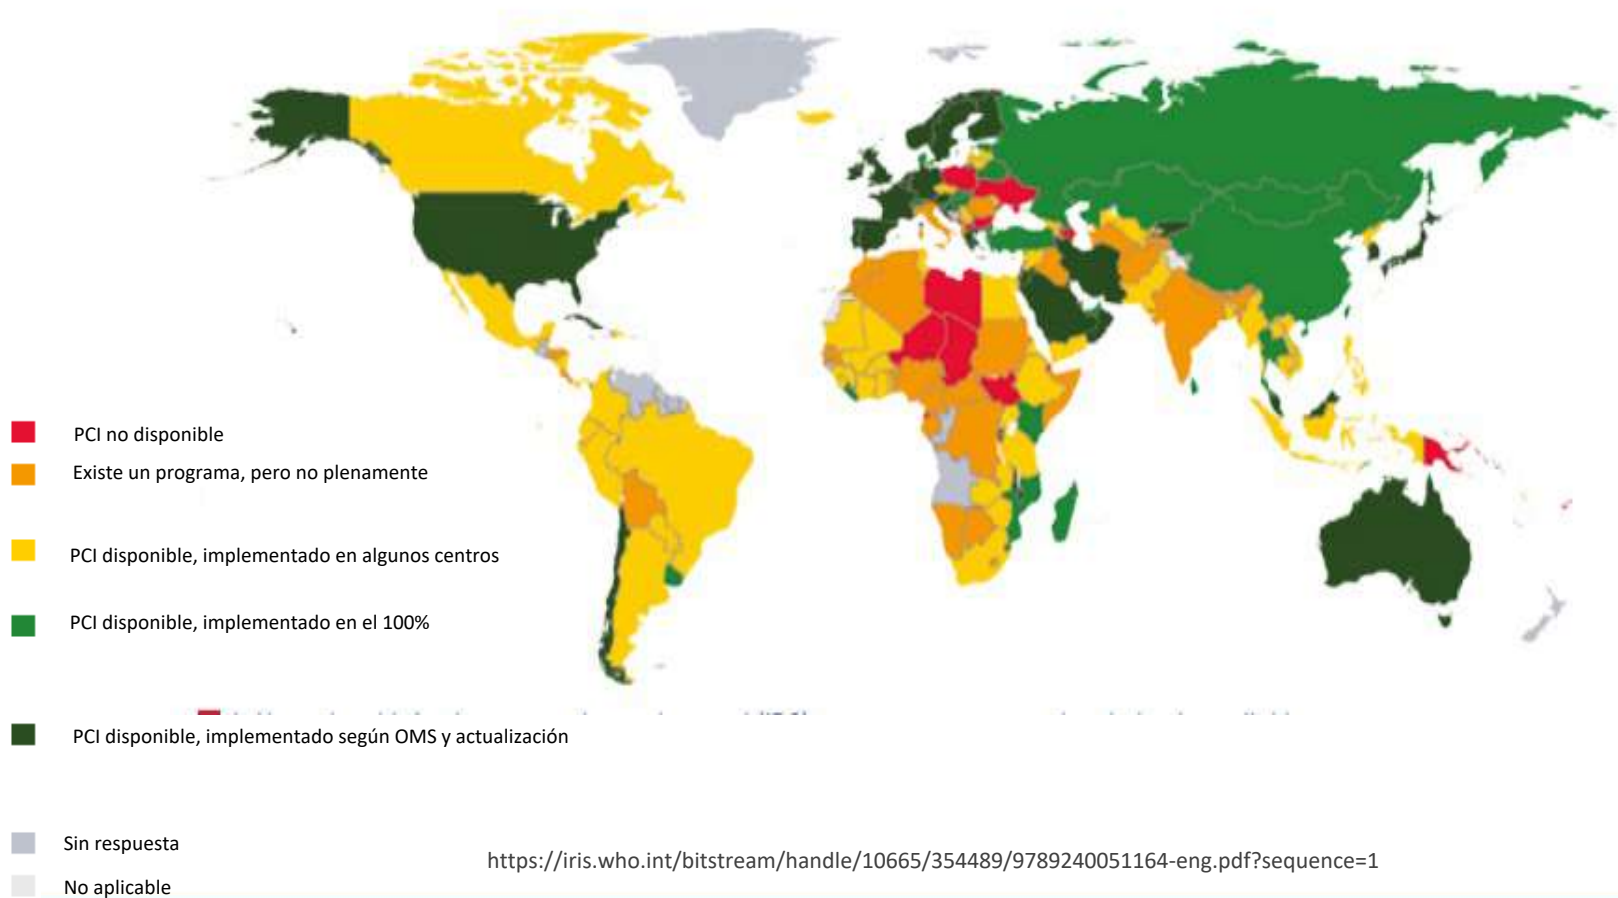 PCI no disponible
Existe un programa, pero no plenamente
PCI disponible, implementado en algunos centros
PCI disponible, implementado en el 100%
PCI disponible, implementado según OMS y actualización
Sin respuesta
https://iris.who.int/bitstream/handle/10665/354489/9789240051164-eng.pdf?sequence=1
No aplicable